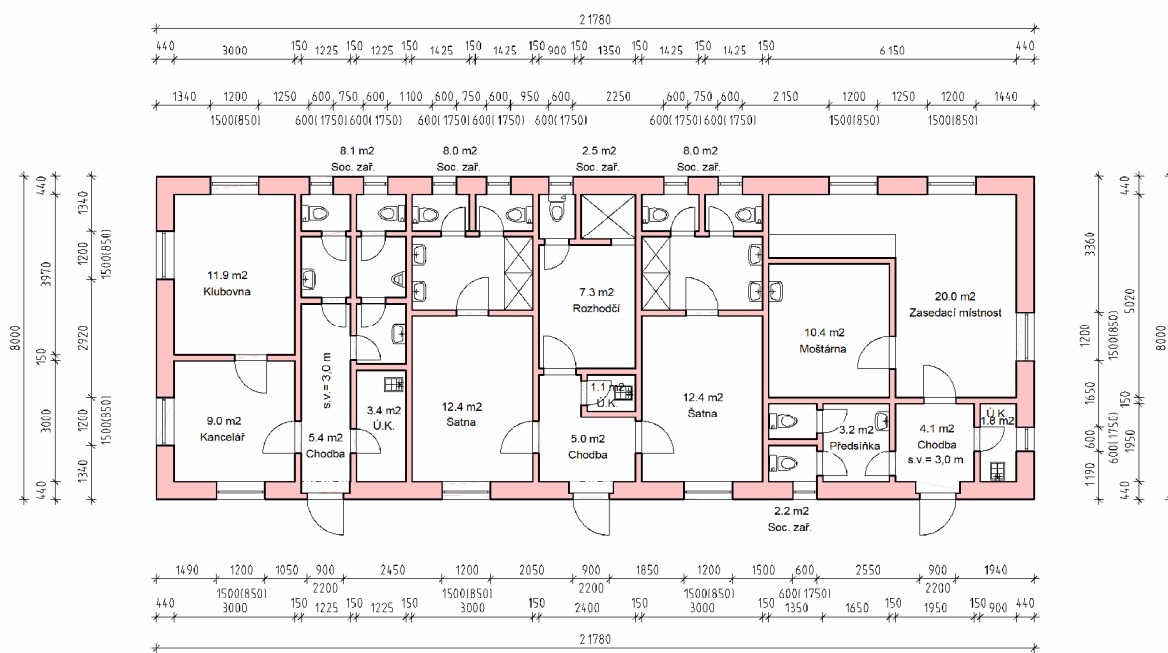 21780
440 3000 150 1225 150 1225 150 1425 150 1425 150 900 150 1350 150 1425 150 1425 150 6150 440
1340 1200 1250 600 750 600 1100 600 750 600 950 600 2250 600 750 600 2150 1200 1250 1200 1440
1500(850) 600(1750) 600(1750) 600(1750) 600(1750) 600(1750) 600(1750) 600(1750) 1500(850) 1500(850)
8.1 m2
Soc. zař.
8.0 m2
Soc. zař.
2.5 m2
Soc. zař.
8.0 m2
Soc. zař.
8000
440 3970 150 3000 440
1340 1200 2920 1200 1340
1500(850) 1500(850)
11.9 m2
Klubovna
9.0 m2
Kancelář
s.v.= 3,0 m
5.4 m2
Chodba
3.4 m2
Ú.K.
12.4 m2
Šatna
7.3 m2
Rozhodčí
1.1 m2
Ú.K.
5.0 m2
Chodba
12.4 m2
Šatna
10.4 m2
Moštárna
20.0 m2
Zasedací místnost
3.2 m2
Předsíňka
4.1 m2
Chodba
s.v.= 3,0 m
Ú.K.
1.8 m2
2.2 m2
Soc. zař.
3360 1200 1650 600 1190
1500(850) 600(1750)
440 5020 150 1950 440
8000
1490 1200 1050 900 2450 1200 2050 900 1850 1200 1500 600 2550 900 1940
1500(850) 2200 1500(850) 2200 1500(850) 600(1750) 2200
440 3000 150 1225 150 1225 150 3000 150 2400 150 3000 150 1350 1650 150 1950 150 900 440
21780